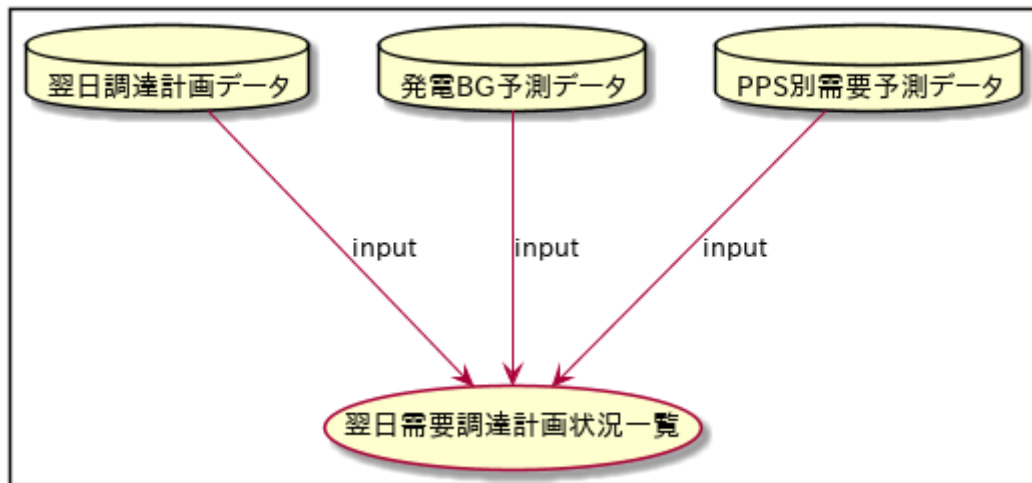 翌日調達計画データ
発電BG予測データ
PPS別需要予測データ
input
input
input
翌日需要調達計画状況一覧